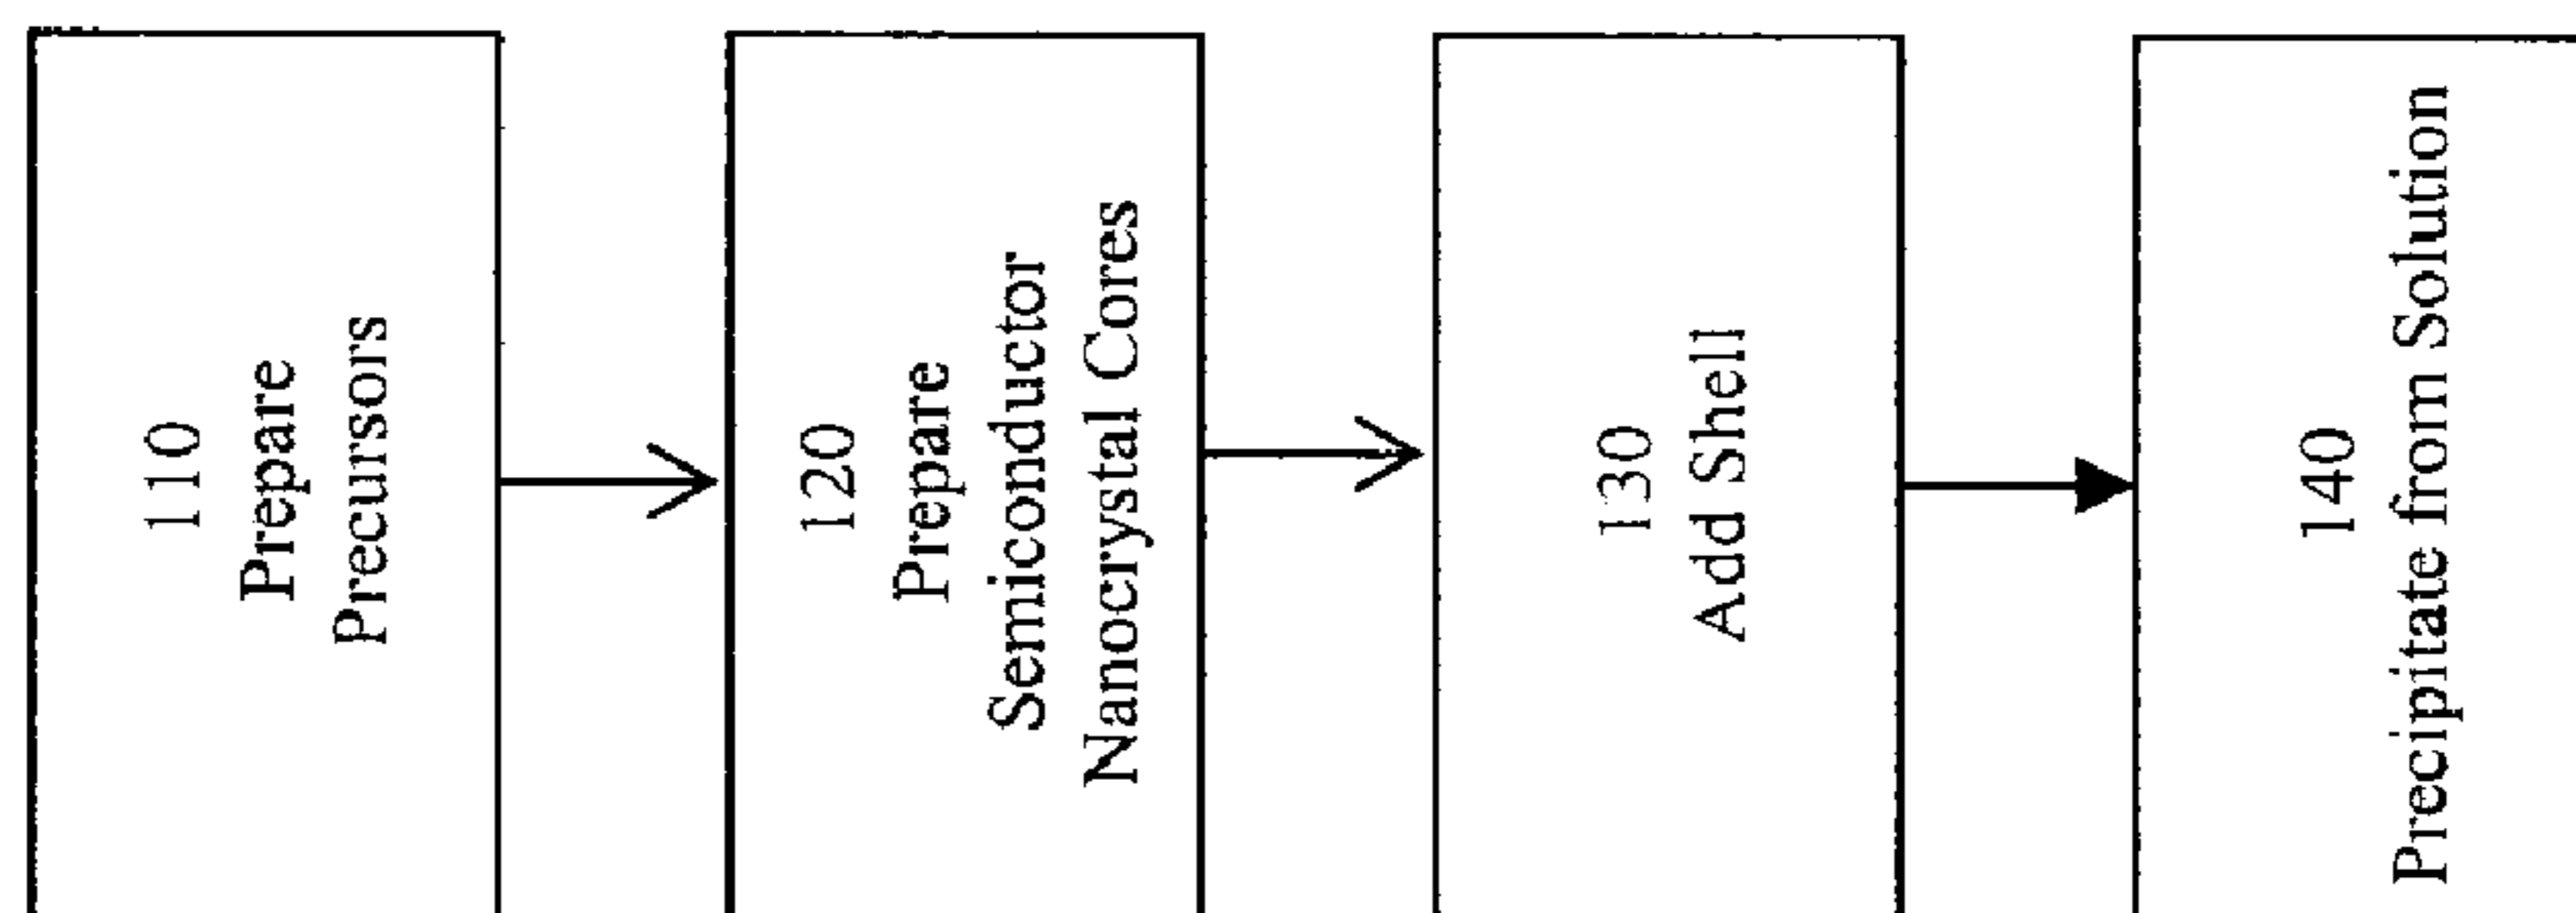 110
Prepare
Precursors
120
Prepare
Semiconductor
Nanocrystal Cores
130
Add Shell
140
Precipitate from Solution